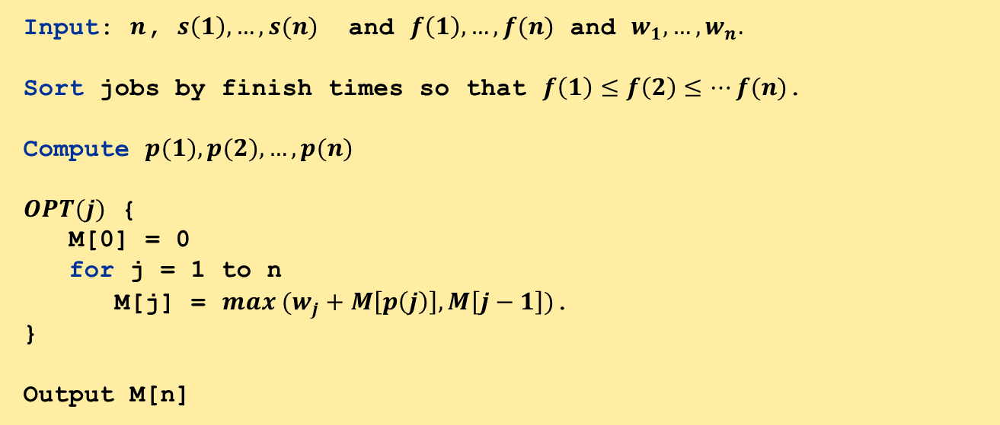 Input: n, s(1), …, s(n) and f(1), …, f(n) and w₁, …, wₙ.
Sort jobs by finish times so that f(1) ≤ f(2) ≤ ⋯ f(n).
Compute p(1), p(2), …, p(n)
OPT(j) {
M[0] = 0
for j = 1 to n
M[j] = max (wⱼ + M[p(j)], M[j − 1]).
}
Output M[n]